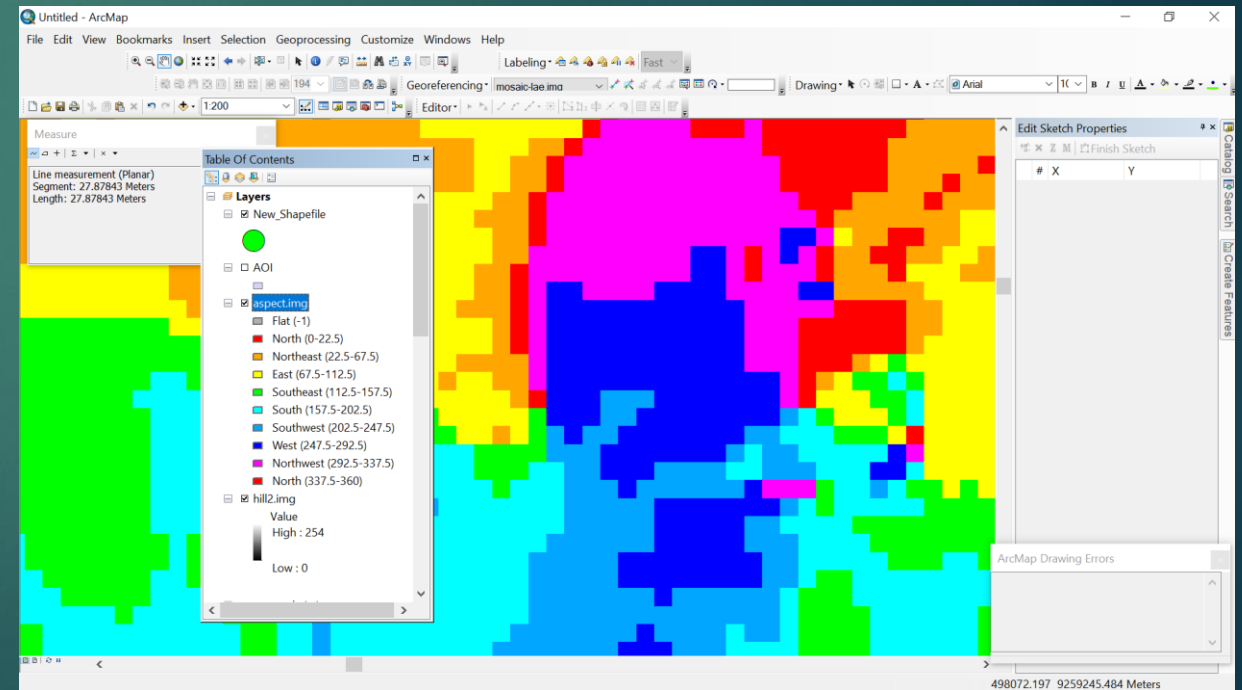 Untitled - ArcMap
File Edit View Bookmarks Insert Selection Geoprocessing Customize Windows Help
Labeling Fast
194 Georeferencing mosaic-lae.img Drawing A Arial 10 B I U A
1:200 Editor
Measure
Line measurement (Planar)
Segment: 27.87843 Meters
Length: 27.87843 Meters
Table Of Contents
Layers
New_Shapefile
AOI
aspect.img
Flat (-1)
North (0-22.5)
Northeast (22.5-67.5)
East (67.5-112.5)
Southeast (112.5-157.5)
South (157.5-202.5)
Southwest (202.5-247.5)
West (247.5-292.5)
Northwest (292.5-337.5)
North (337.5-360)
hill2.img
Value
High : 254
Low : 0
Edit Sketch Properties
Finish Sketch
# X Y
Catalog
Search
Create Features
ArcMap Drawing Errors
498072.197 9259245.484 Meters